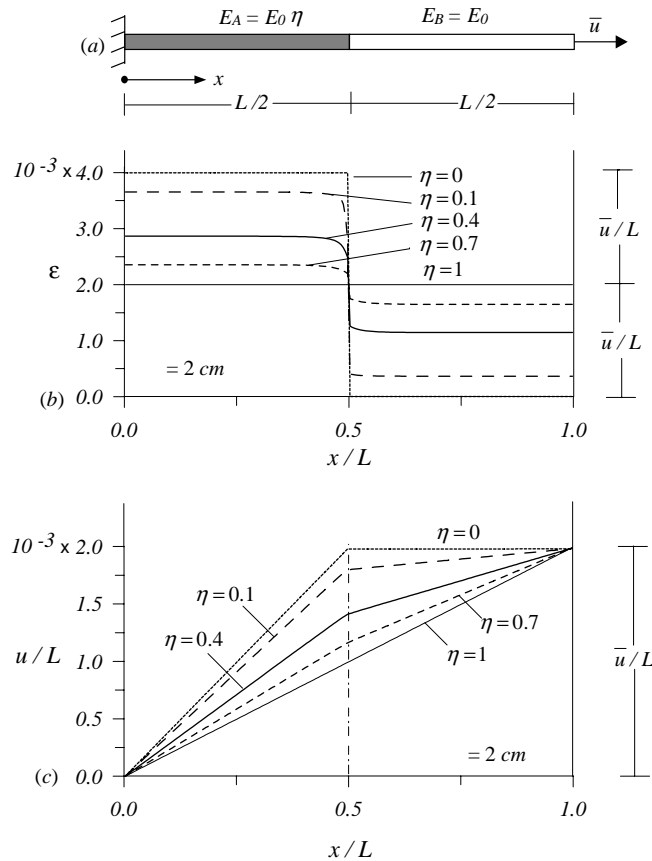 E_A = E_0 η
E_B = E_0
u̅
(a)
x
L/2
L/2
10 -3 x 4.0
3.0
ε
2.0
1.0
(b) 0.0
η=0
η=0.1
η=0.4
η=0.7
η=1
u̅/L
u̅/L
= 2 cm
0.0
0.5
1.0
x/L
10 -3 x 2.0
1.5
u/L
1.0
0.5
(c) 0.0
η=0
η=0.1
η=0.4
η=0.7
η=1
u̅/L
= 2 cm
0.0
0.5
1.0
x/L